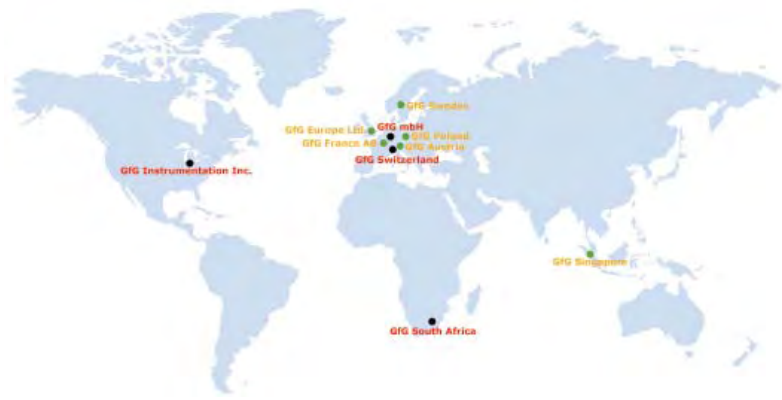 GfG Sweden
GfG Europe Ltd.
GfG mbH
GfG Poland
GfG France AG
GfG Austria
GfG Switzerland
GfG Instrumentation Inc.
GfG Singapore
GfG South Africa